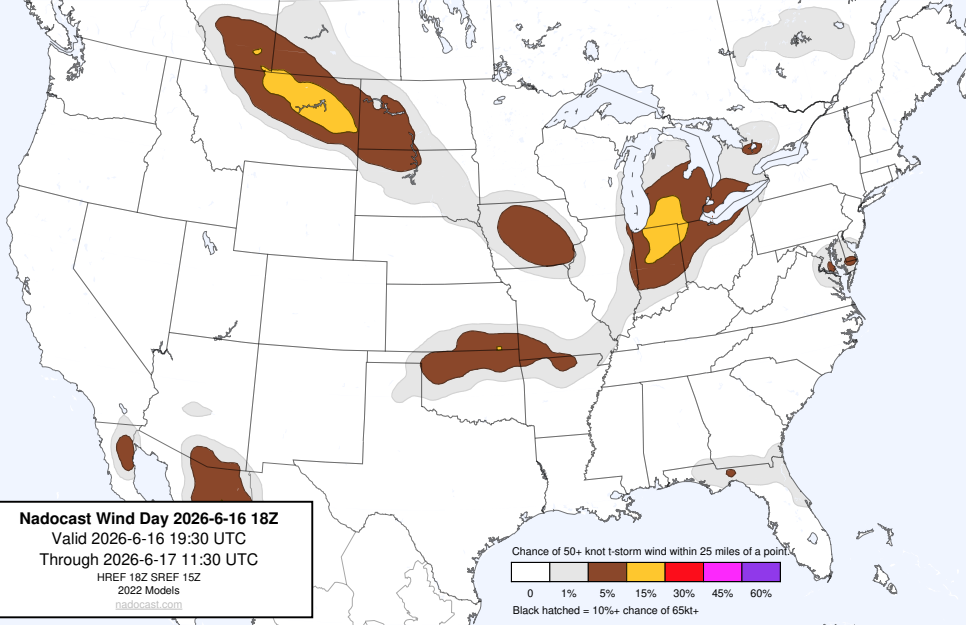 Nadocast Wind Day 2026-6-16 18Z
Valid 2026-6-16 19:30 UTC
Through 2026-6-17 11:30 UTC
HREF 18Z SREF 15Z
2022 Models
nadocast.com
Chance of 50+ knot t-storm wind within 25 miles of a point.
0 1% 5% 15% 30% 45% 60%
Black hatched = 10%+ chance of 65kt+